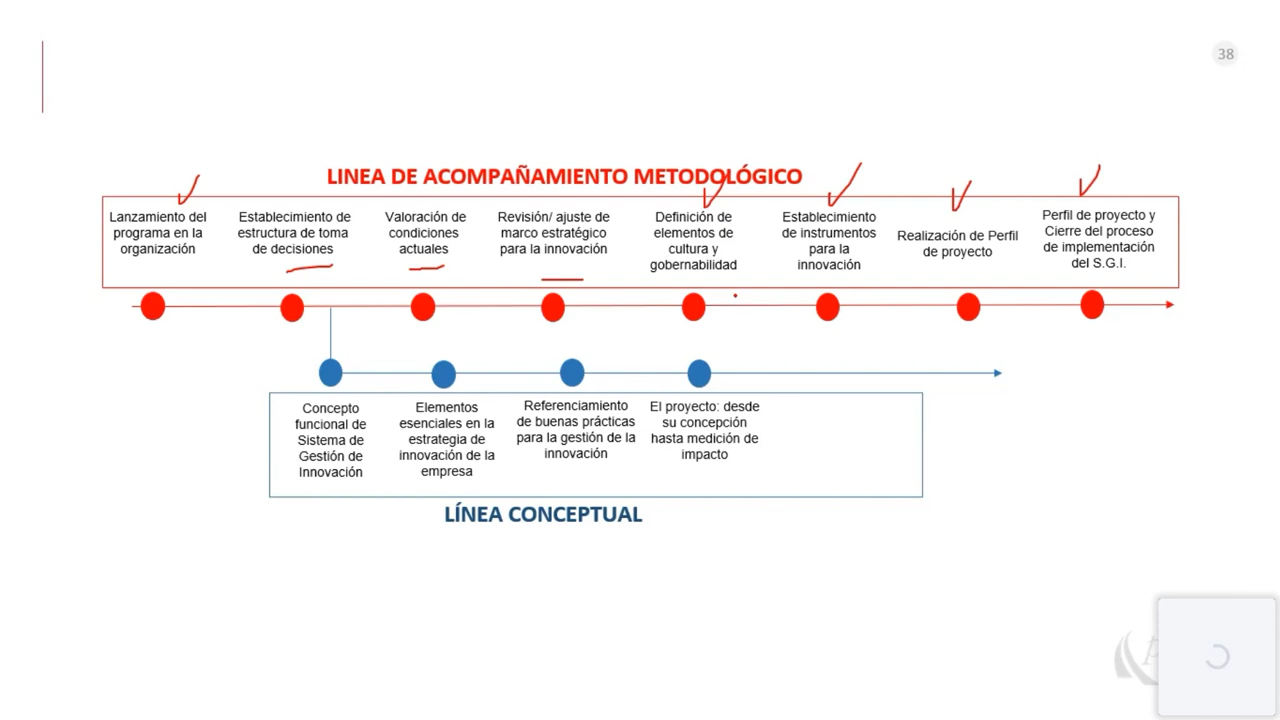 38
LINEA DE ACOMPAÑAMIENTO METODOLÓGICO
Lanzamiento del
programa en la
organización
Establecimiento de
estructura de toma
de decisiones
Valoración de
condiciones
actuales
Revisión/ ajuste de
marco estratégico
para la innovación
Definición de
elementos de
cultura y
gobernabilidad
Establecimiento
de instrumentos
para la
innovación
Realización de Perfil
de proyecto
Perfil de proyecto y
Cierre del proceso
de implementación
del S.G.I.
Concepto
funcional de
Sistema de
Gestión de
Innovación
Elementos
esenciales en la
estrategia de
innovación de la
empresa
Referenciamiento
de buenas prácticas
para la gestión de la
innovación
El proyecto: desde
su concepción
hasta medición de
impacto
LÍNEA CONCEPTUAL